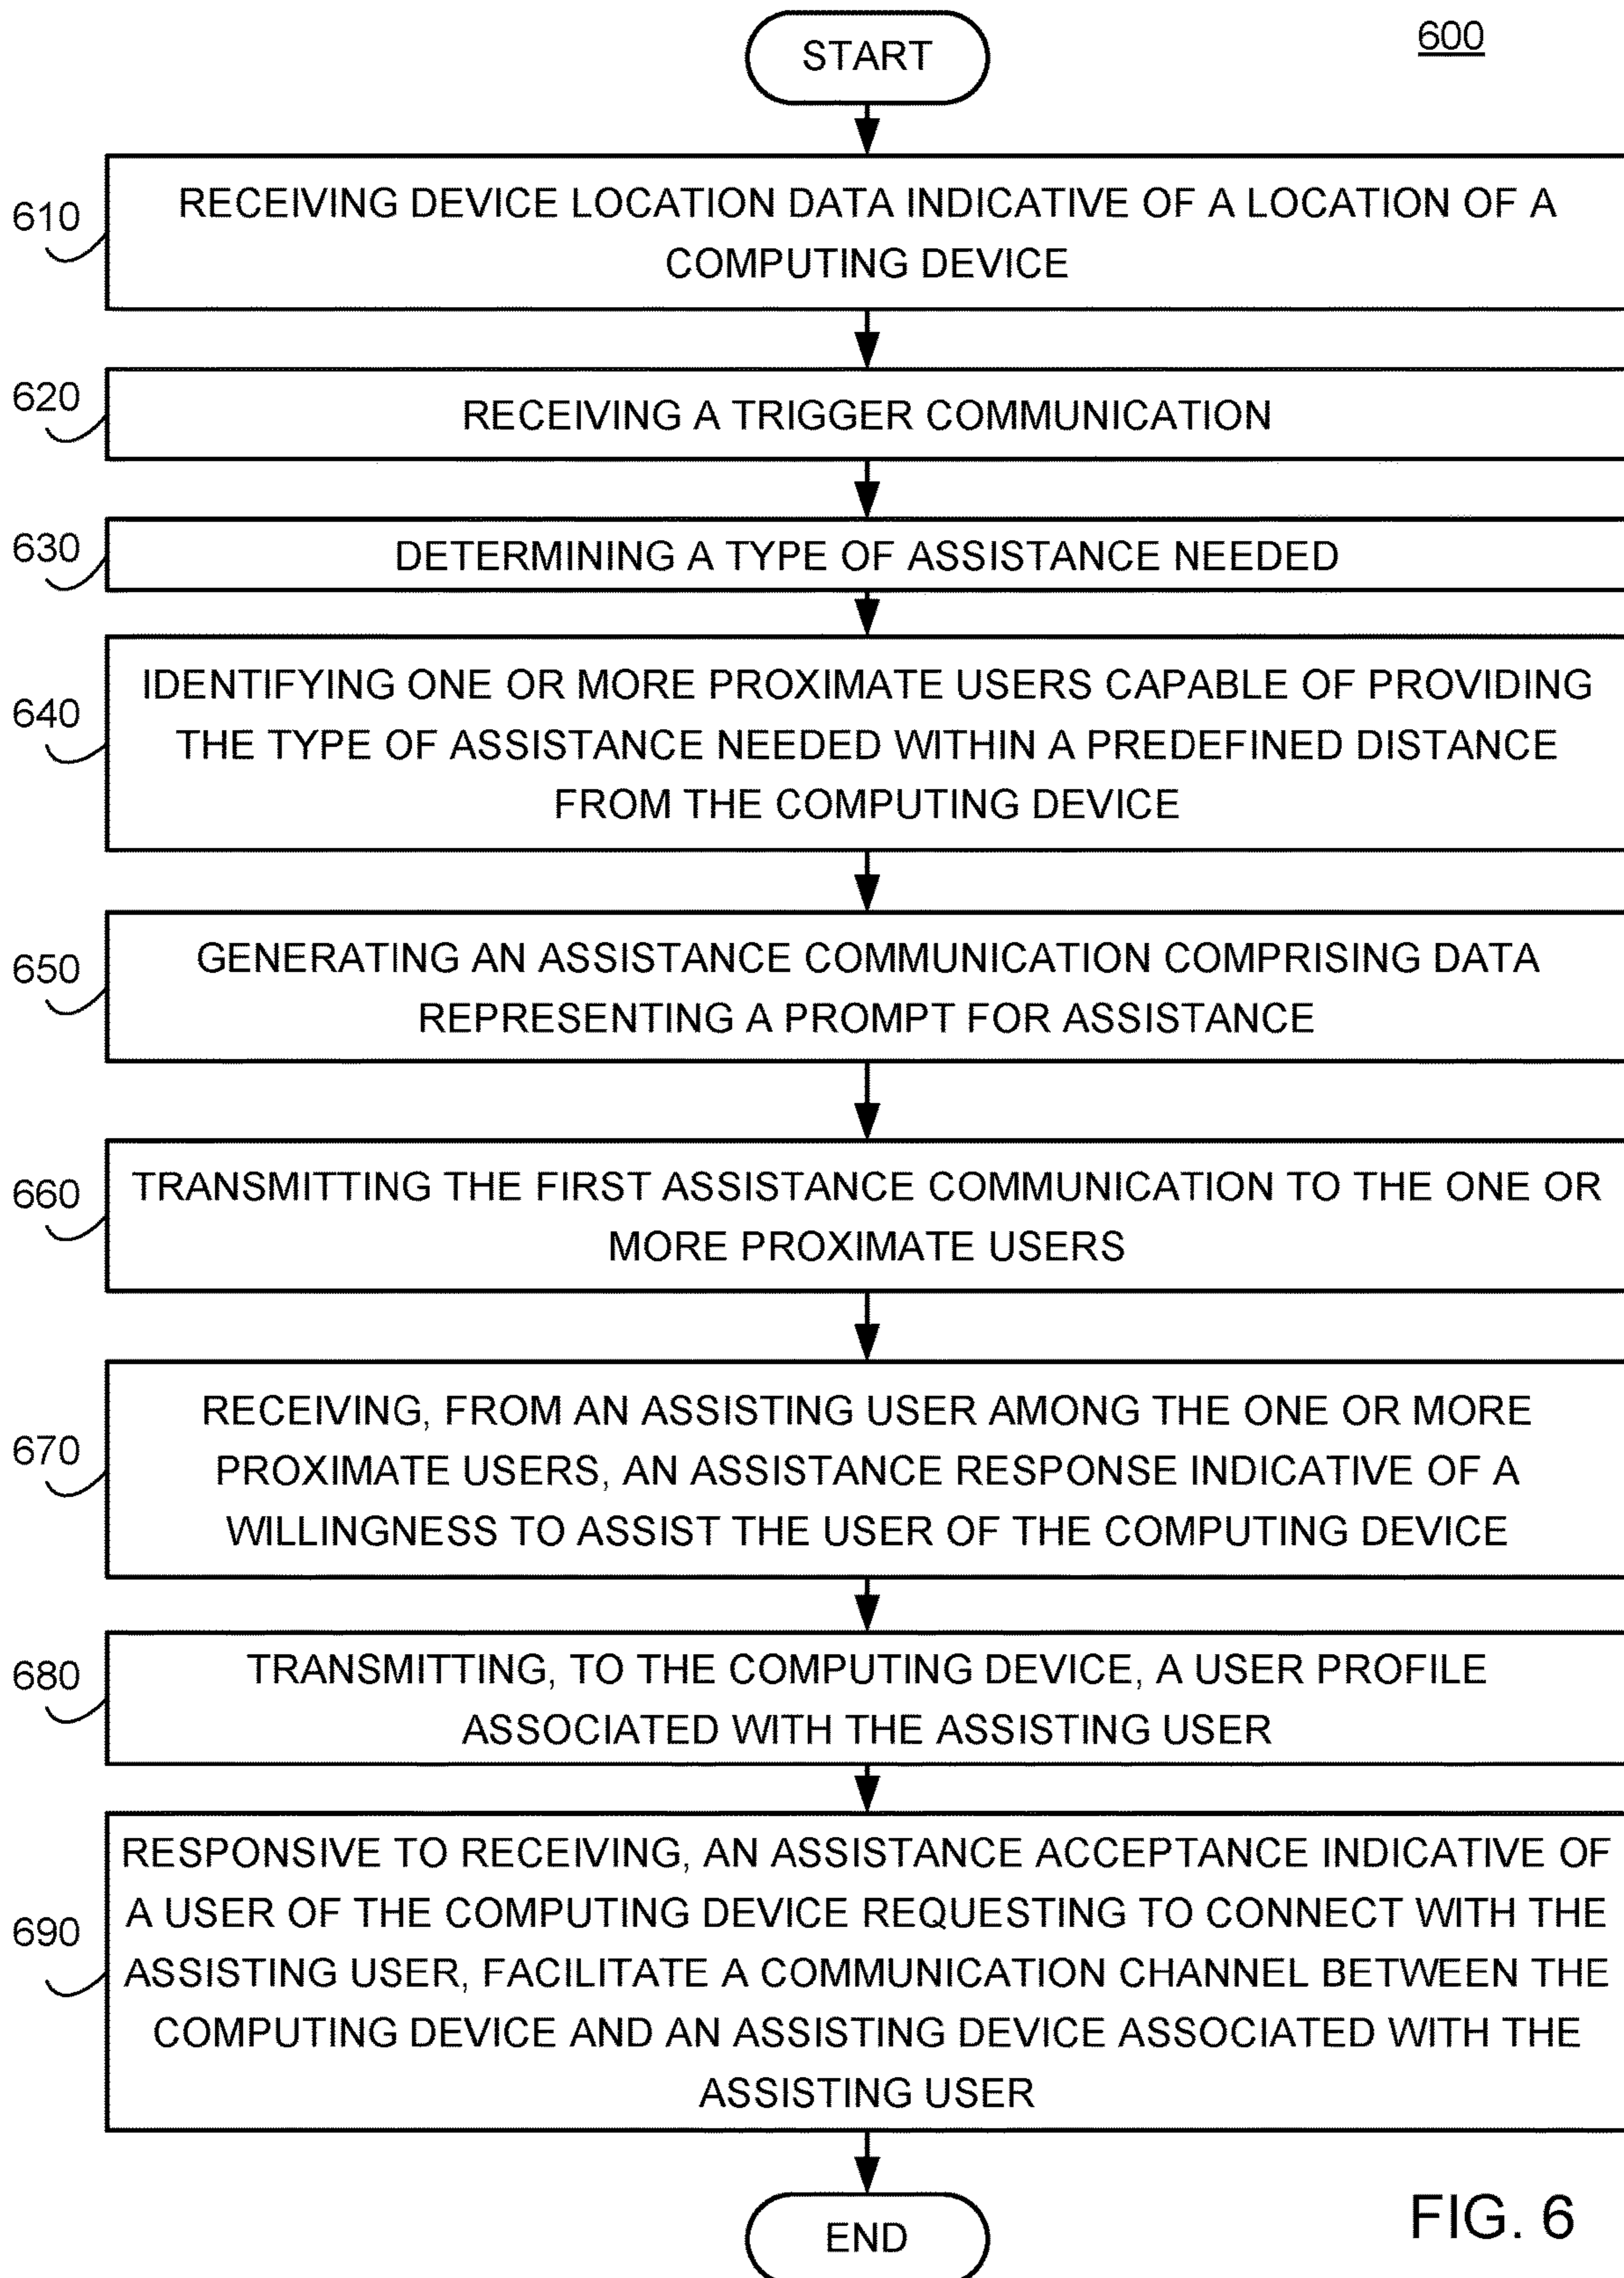 600
START
610
RECEIVING DEVICE LOCATION DATA INDICATIVE OF A LOCATION OF A
COMPUTING DEVICE
620
RECEIVING A TRIGGER COMMUNICATION
630
DETERMINING A TYPE OF ASSISTANCE NEEDED
640
IDENTIFYING ONE OR MORE PROXIMATE USERS CAPABLE OF PROVIDING
THE TYPE OF ASSISTANCE NEEDED WITHIN A PREDEFINED DISTANCE
FROM THE COMPUTING DEVICE
650
GENERATING AN ASSISTANCE COMMUNICATION COMPRISING DATA
REPRESENTING A PROMPT FOR ASSISTANCE
660
TRANSMITTING THE FIRST ASSISTANCE COMMUNICATION TO THE ONE OR
MORE PROXIMATE USERS
670
RECEIVING, FROM AN ASSISTING USER AMONG THE ONE OR MORE
PROXIMATE USERS, AN ASSISTANCE RESPONSE INDICATIVE OF A
WILLINGNESS TO ASSIST THE USER OF THE COMPUTING DEVICE
680
TRANSMITTING, TO THE COMPUTING DEVICE, A USER PROFILE
ASSOCIATED WITH THE ASSISTING USER
690
RESPONSIVE TO RECEIVING, AN ASSISTANCE ACCEPTANCE INDICATIVE OF
A USER OF THE COMPUTING DEVICE REQUESTING TO CONNECT WITH THE
ASSISTING USER, FACILITATE A COMMUNICATION CHANNEL BETWEEN THE
COMPUTING DEVICE AND AN ASSISTING DEVICE ASSOCIATED WITH THE
ASSISTING USER
END
FIG. 6